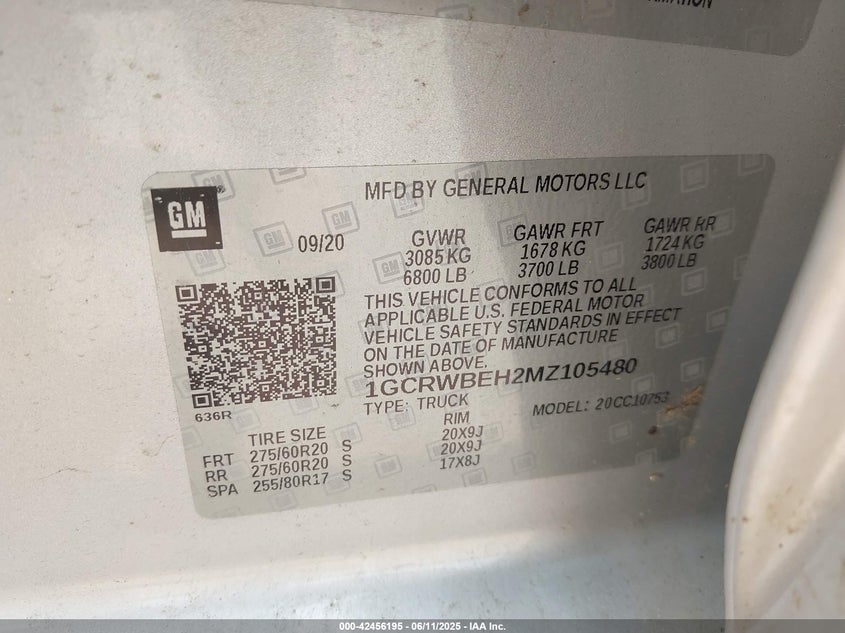 GM
MFD BY GENERAL MOTORS LLC
09/20
GVWR GAWR FRT GAWR RR
3085 KG 1678 KG 1724 KG
6800 LB 3700 LB 3800 LB
THIS VEHICLE CONFORMS TO ALL
APPLICABLE U.S. FEDERAL MOTOR
VEHICLE SAFETY STANDARDS IN EFFECT
ON THE DATE OF MANUFACTURE
SHOWN ABOVE.
1GCRWBEH2MZ105480
TYPE: TRUCK MODEL: 20CC10753
636R
TIRE SIZE RIM
FRT 275/60R20 S 20X9J
RR 275/60R20 S 20X9J
SPA 255/80R17 S 17X8J
000-42456195 - 06/11/2025 - IAA Inc.